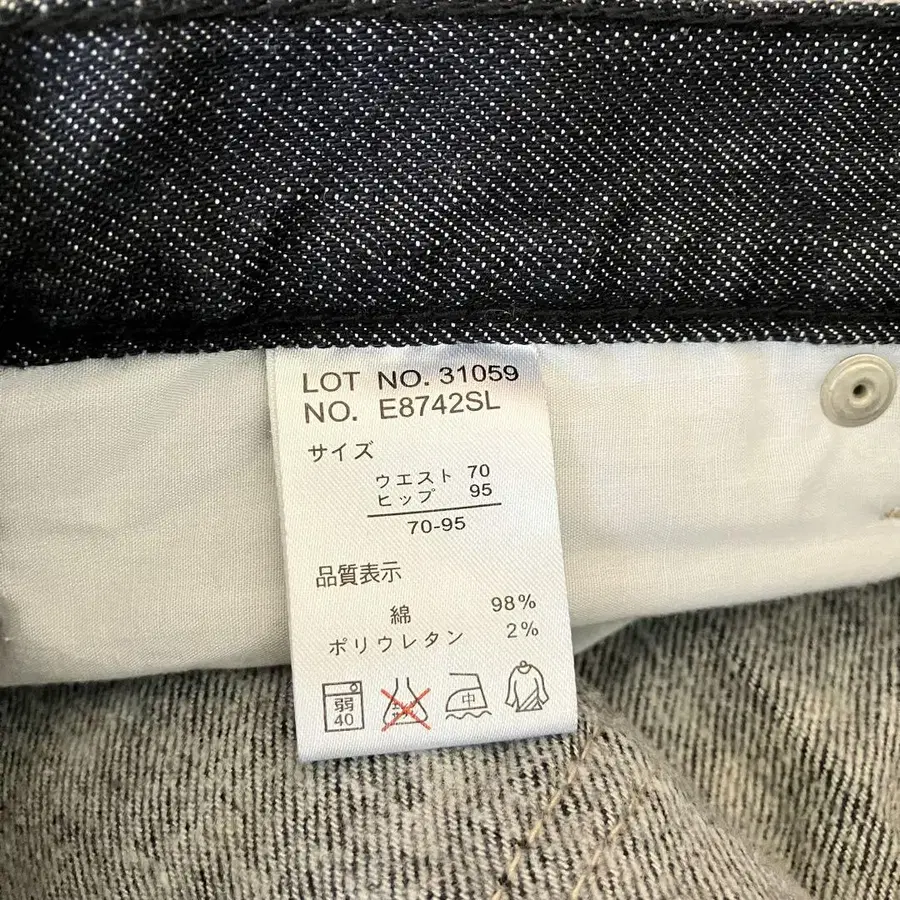 LOT NO. 31059
NO. E8742SL
サイズ
ウエスト 70
ヒップ 95
70-95
品質表示
綿 98%
ポリウレタン 2%
弱 中
40